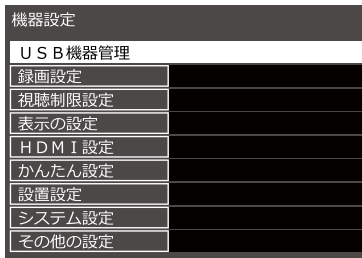 機器設定
ＵＳＢ機器管理
録画設定
視聴制限設定
表示の設定
ＨＤＭＩ設定
かんたん設定
設置設定
システム設定
その他の設定